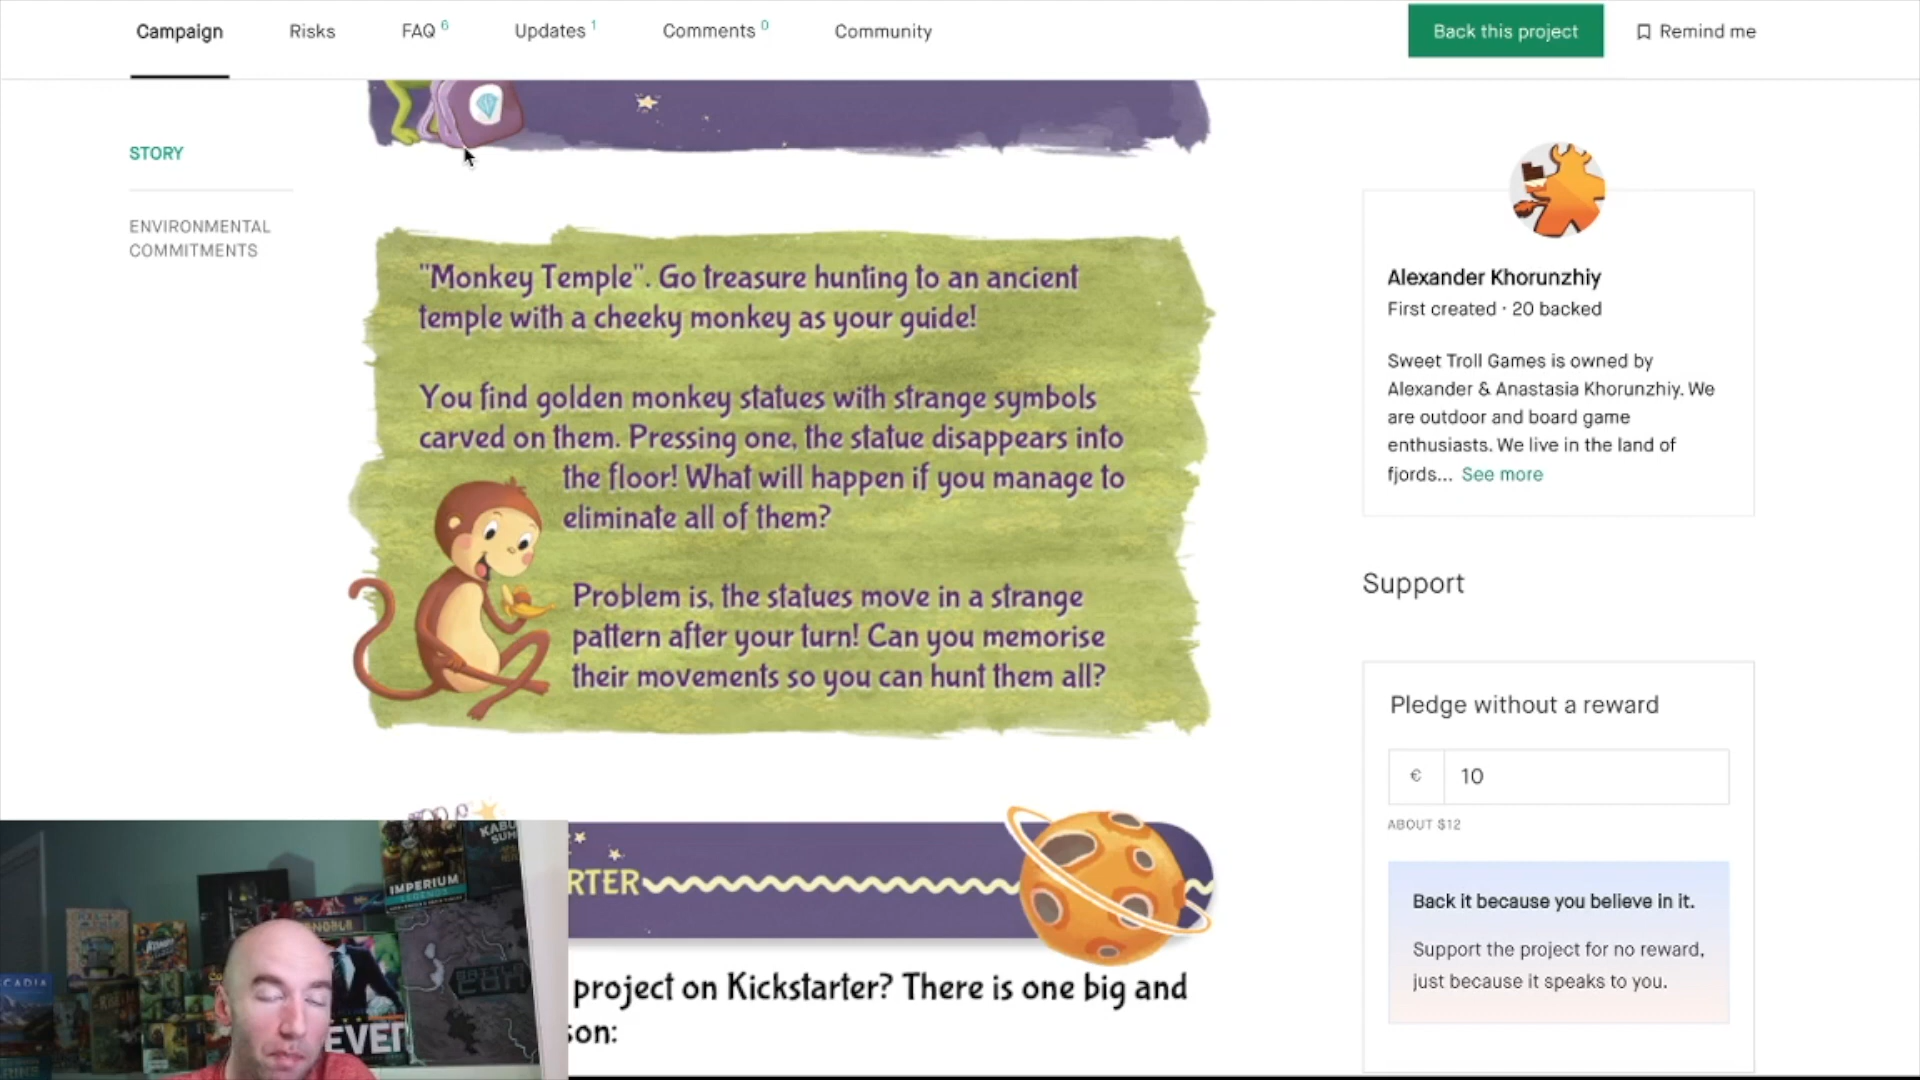 Campaign
Risks
FAQ 6
Updates 1
Comments 0
Community
Back this project
Remind me
STORY
ENVIRONMENTAL
COMMITMENTS
"Monkey Temple". Go treasure hunting to an ancient
temple with a cheeky monkey as your guide!
You find golden monkey statues with strange symbols
carved on them. Pressing one, the statue disappears into
the floor! What will happen if you manage to
eliminate all of them?
Problem is, the statues move in a strange
pattern after your turn! Can you memorise
their movements so you can hunt them all?
RTER
project on Kickstarter? There is one big and
son:
Alexander Khorunzhiy
First created · 20 backed
Sweet Troll Games is owned by
Alexander & Anastasia Khorunzhiy. We
are outdoor and board game
enthusiasts. We live in the land of
fjords... See more
Support
Pledge without a reward
€ 10
ABOUT $12
Back it because you believe in it.
Support the project for no reward,
just because it speaks to you.
IMPERIUM
LEGENDS
KABU
SUM
CADIA
EVEN